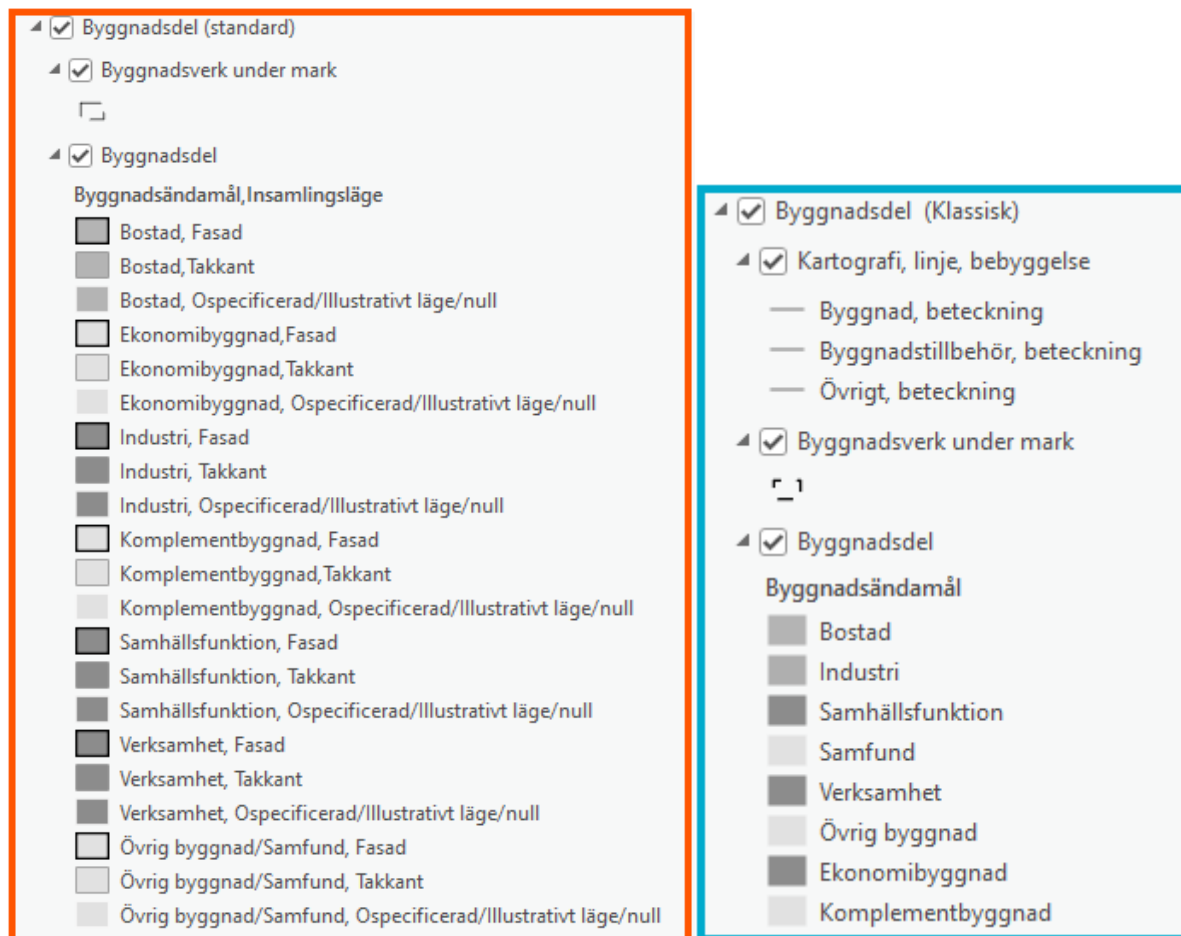 Byggnadsdel (standard)
Byggnadsverk under mark
Byggnadsdel
Byggnadsändamål,Insamlingsläge
Bostad, Fasad
Bostad,Takkant
Bostad, Ospecificerad/Illustrativt läge/null
Ekonomibyggnad,Fasad
Ekonomibyggnad,Takkant
Ekonomibyggnad, Ospecificerad/Illustrativt läge/null
Industri, Fasad
Industri, Takkant
Industri, Ospecificerad/Illustrativt läge/null
Komplementbyggnad, Fasad
Komplementbyggnad,Takkant
Komplementbyggnad, Ospecificerad/Illustrativt läge/null
Samhällsfunktion, Fasad
Samhällsfunktion, Takkant
Samhällsfunktion, Ospecificerad/Illustrativt läge/null
Verksamhet, Fasad
Verksamhet, Takkant
Verksamhet, Ospecificerad/Illustrativt läge/null
Övrig byggnad/Samfund, Fasad
Övrig byggnad/Samfund, Takkant
Övrig byggnad/Samfund, Ospecificerad/Illustrativt läge/null
Byggnadsdel (Klassisk)
Kartografi, linje, bebyggelse
Byggnad, beteckning
Byggnadstillbehör, beteckning
Övrigt, beteckning
Byggnadsverk under mark
Byggnadsdel
Byggnadsändamål
Bostad
Industri
Samhällsfunktion
Samfund
Verksamhet
Övrig byggnad
Ekonomibyggnad
Komplementbyggnad